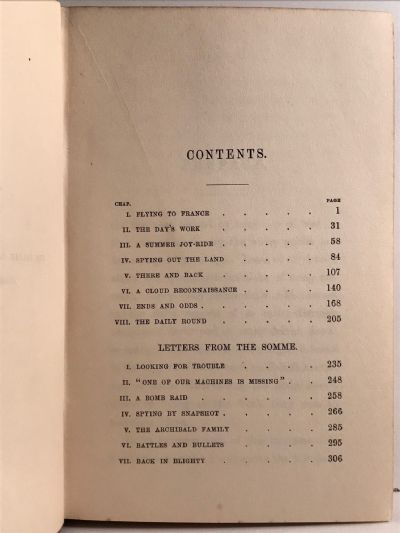 CONTENTS.
CHAP. PAGE
I. FLYING TO FRANCE . . . . . 1
II. THE DAY'S WORK . . . . . 31
III. A SUMMER JOY-RIDE . . . . . 58
IV. SPYING OUT THE LAND . . . . 84
V. THERE AND BACK . . . . . 107
VI. A CLOUD RECONNAISSANCE . . . . 140
VII. ENDS AND ODDS . . . . . . 168
VIII. THE DAILY ROUND . . . . . 205
LETTERS FROM THE SOMME.
I. LOOKING FOR TROUBLE . . . . 235
II. "ONE OF OUR MACHINES IS MISSING" . . 248
III. A BOMB RAID . . . . . 258
IV. SPYING BY SNAPSHOT . . . . . 266
V. THE ARCHIBALD FAMILY . . . . 285
VI. BATTLES AND BULLETS . . . . 295
VII. BACK IN BLIGHTY . . . . . 306